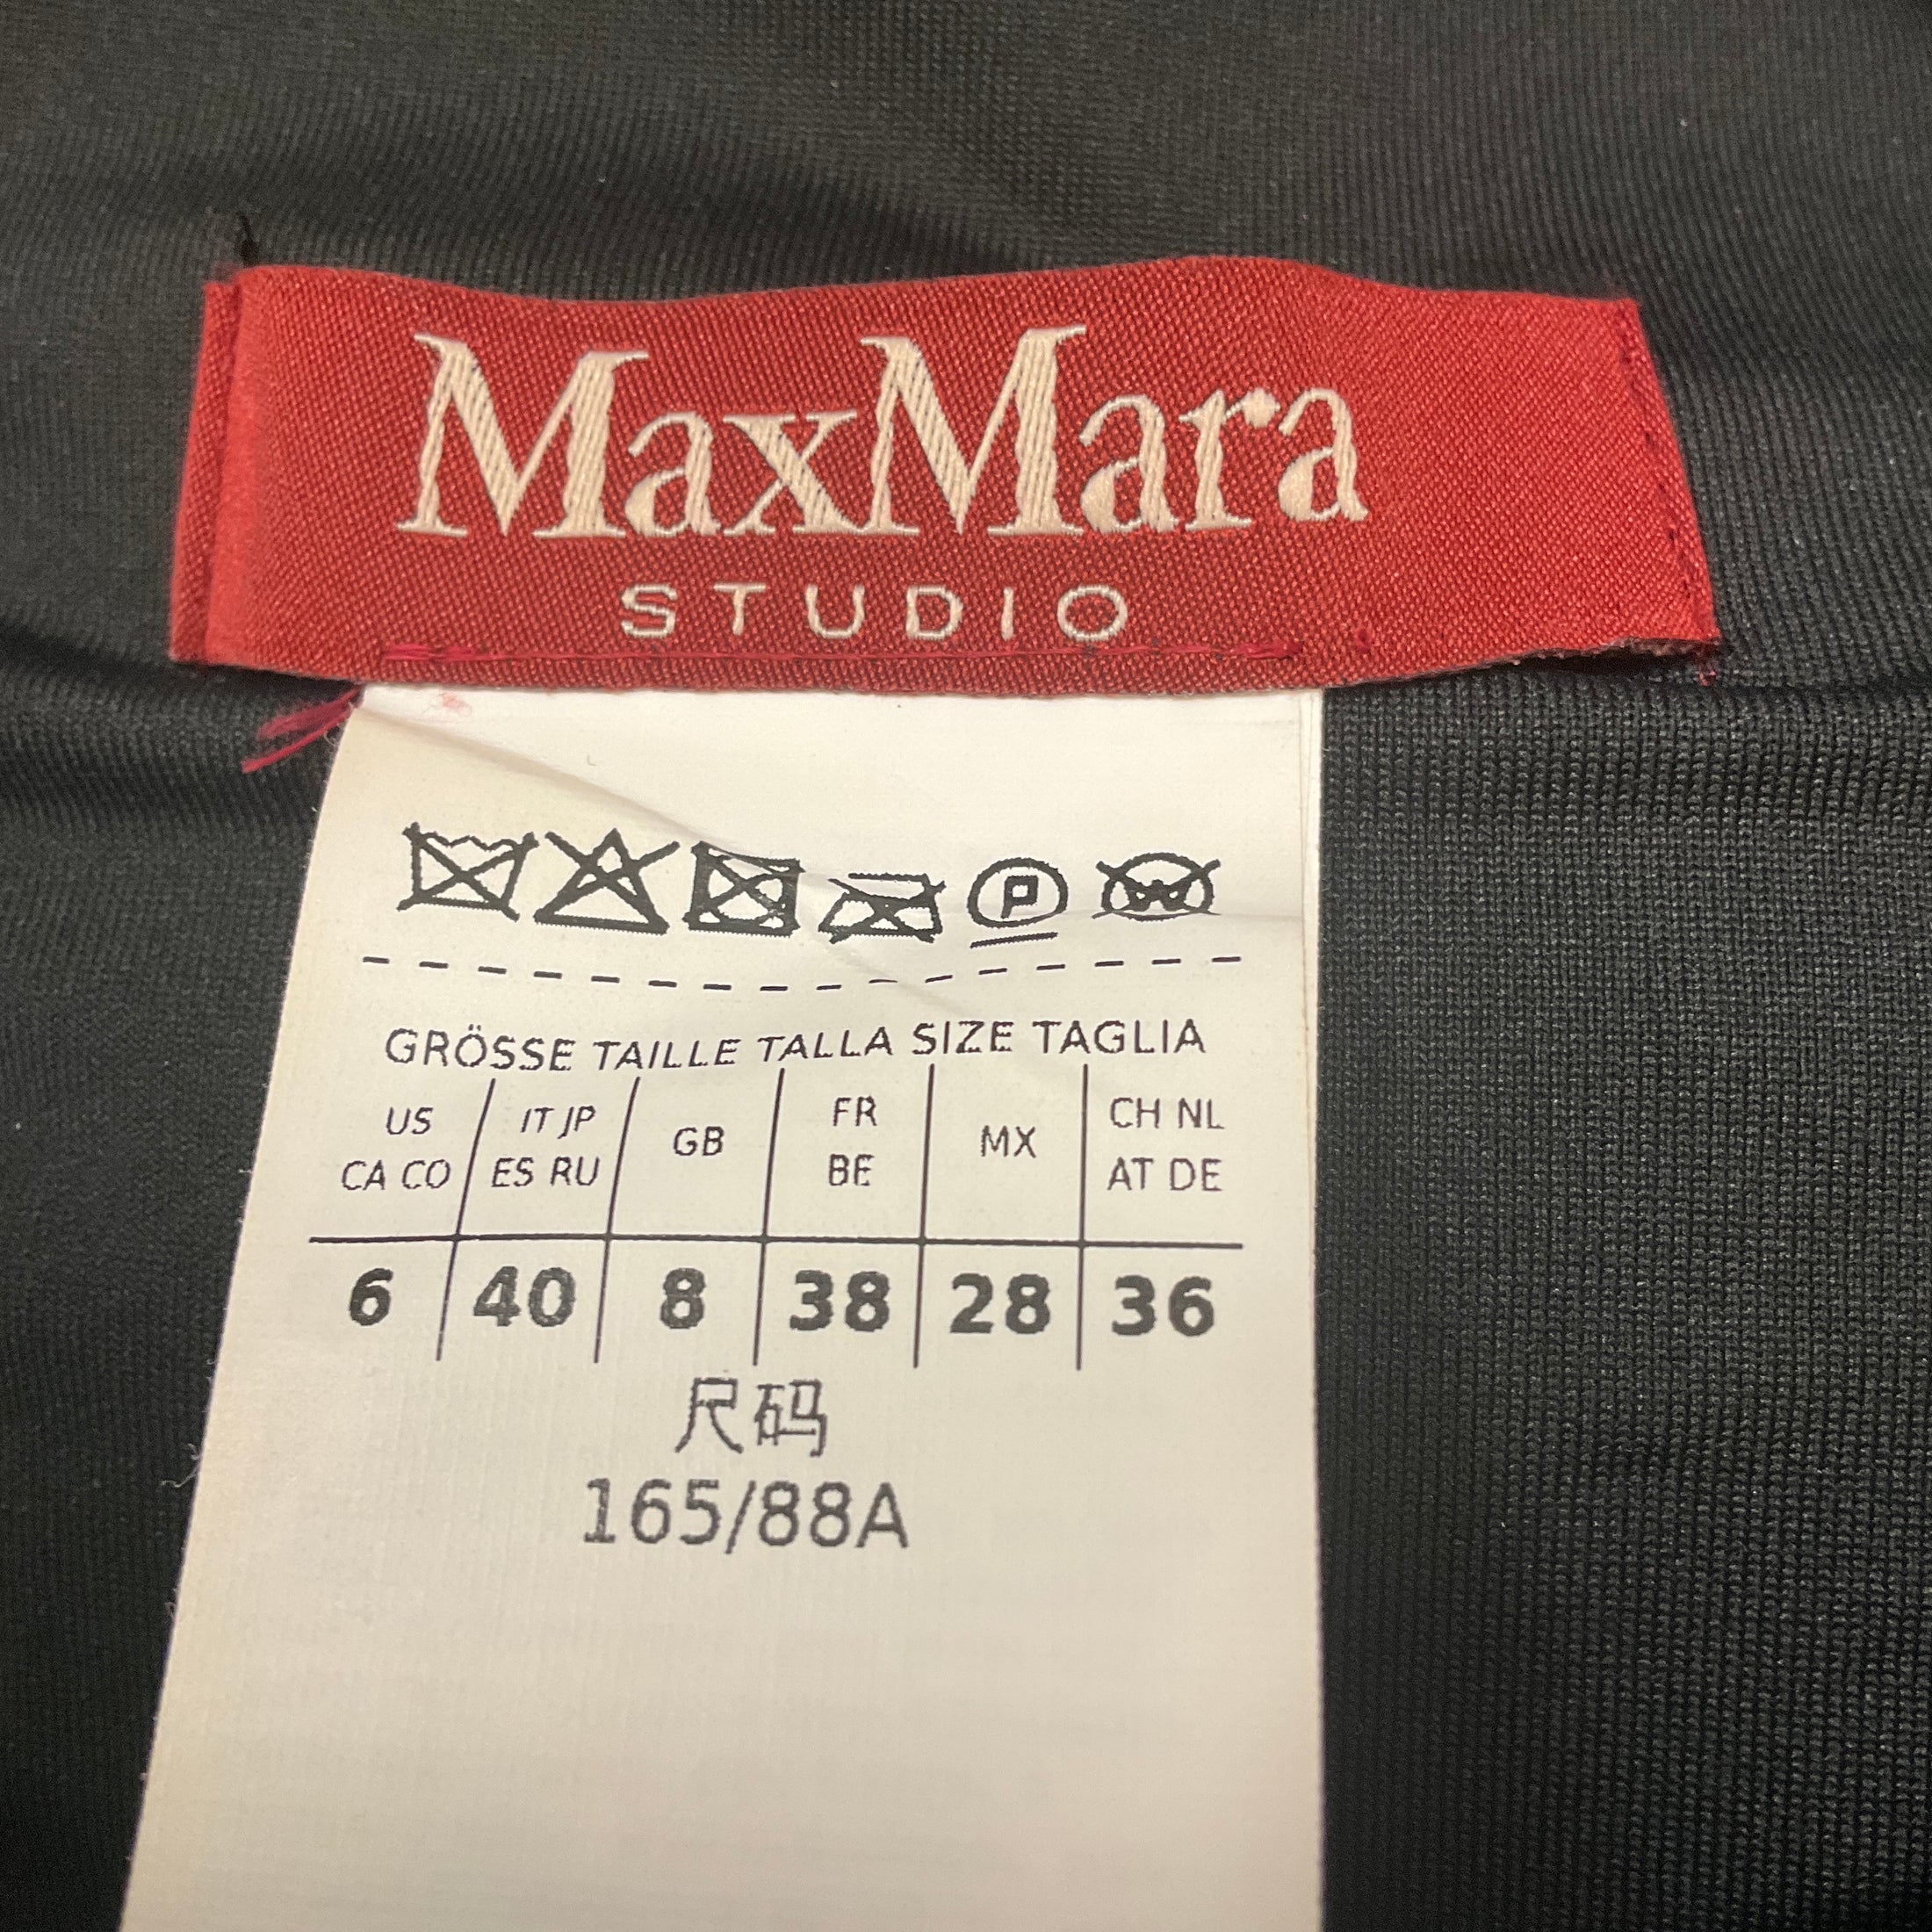 MaxMara
STUDIO
P W
GRÖSSE TAILLE TALLA SIZE TAGLIA
US IT JP GB FR MX CH NL
CA CO ES RU BE AT DE
6 40 8 38 28 36
尺码
165/88A